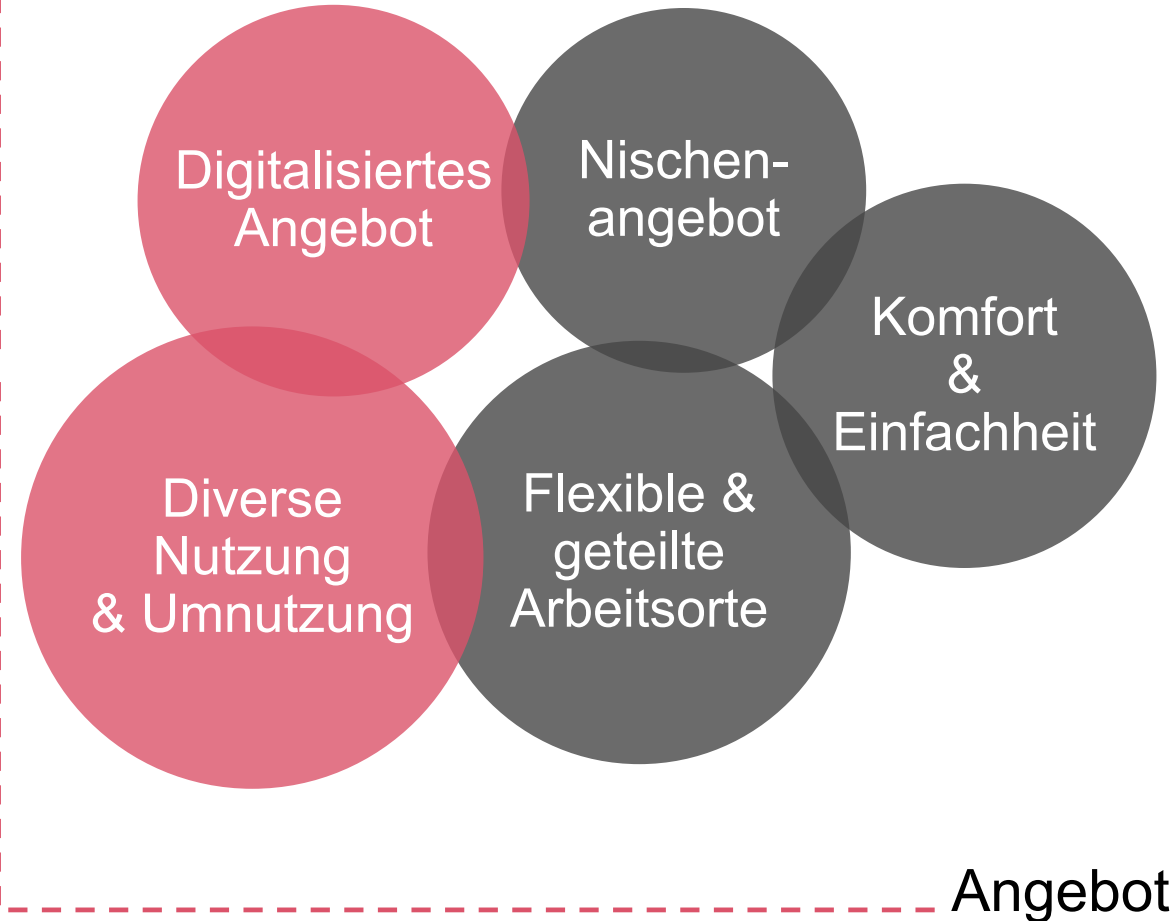 Digitalisiertes
Angebot
Nischen-
angebot
Komfort
&
Einfachheit
Diverse
Nutzung
& Umnutzung
Flexible &
geteilte
Arbeitsorte
Angebot